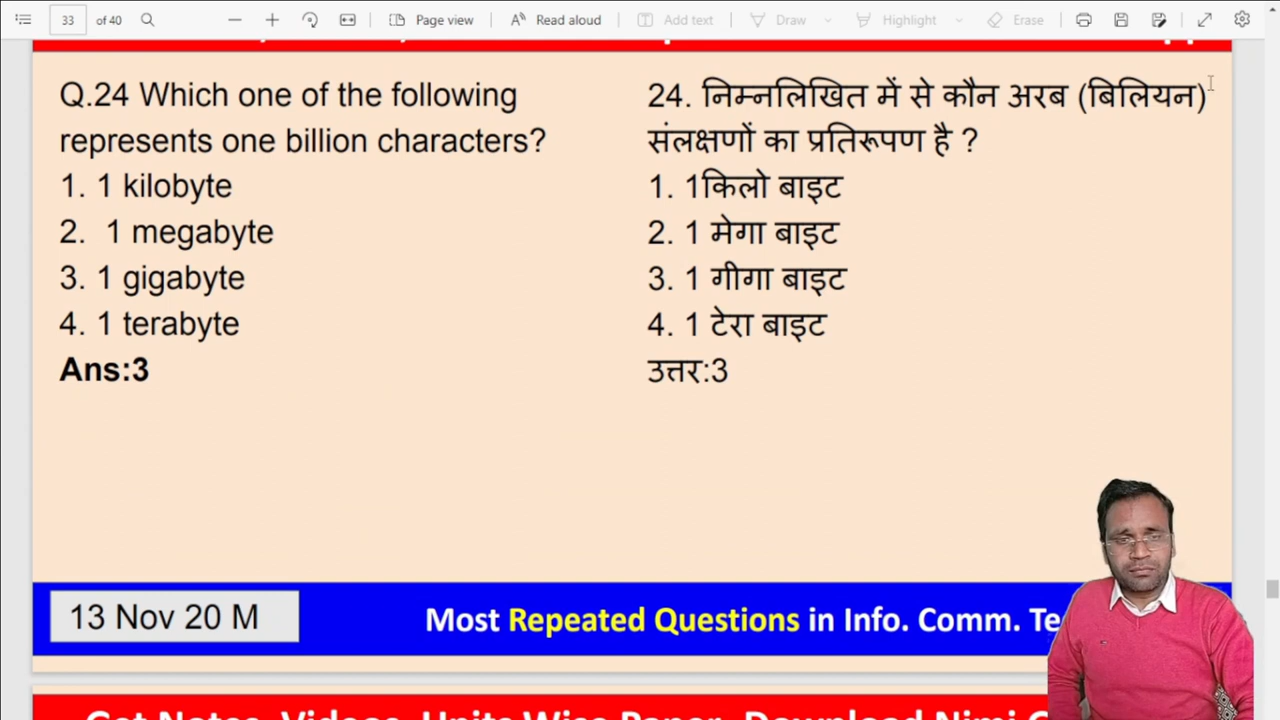 33 of 40 Page view Read aloud Add text Draw Highlight Erase
Q.24 Which one of the following
represents one billion characters?
1. 1 kilobyte
2. 1 megabyte
3. 1 gigabyte
4. 1 terabyte
Ans:3
24. निम्नलिखित में से कौन अरब (बिलियन)
संलक्षणों का प्रतिरूपण है ?
1. 1किलो बाइट
2. 1 मेगा बाइट
3. 1 गीगा बाइट
4. 1 टेरा बाइट
उत्तर:3
13 Nov 20 M
Most Repeated Questions in Info. Comm. Te